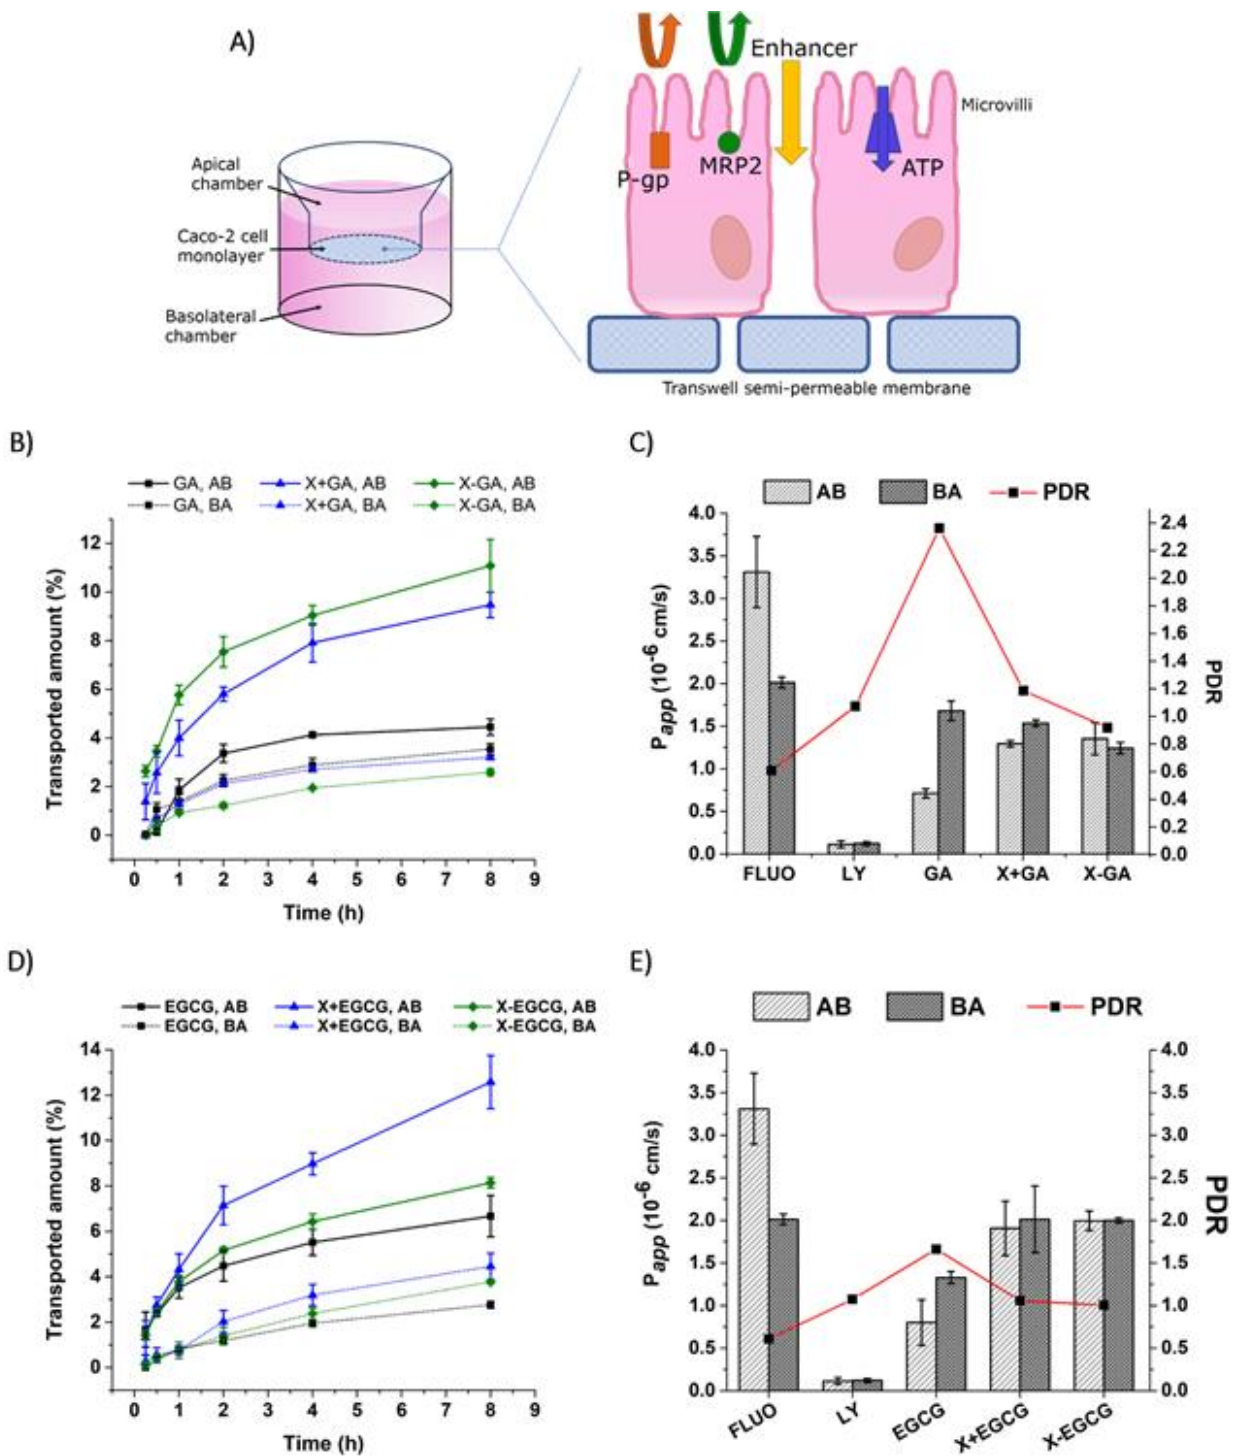 A)
Enhancer
Microvilli
Apical
chamber
P-gp
MRP2
ATP
Caco-2 cell
monolayer
Basolateral
chamber
Transwell semi-permeable membrane
B)
GA, AB
X+GA, AB
X-GA, AB
GA, BA
X+GA, BA
X-GA, BA
Transported amount (%)
12
10
8
6
4
2
0
0 1 2 3 4 5 6 7 8 9
Time (h)
C)
AB
BA
PDR
Papp (10-6 cm/s)
4.0
3.5
3.0
2.5
2.0
1.5
1.0
0.5
0.0
2.4
2.2
2.0
1.8
1.6
1.4
1.2
1.0
0.8
0.6
0.4
0.2
0.0
PDR
FLUO LY GA X+GA X-GA
D)
EGCG, AB
X+EGCG, AB
X-EGCG, AB
EGCG, BA
X+EGCG, BA
X-EGCG, BA
Transported amount (%)
14
12
10
8
6
4
2
0
0 1 2 3 4 5 6 7 8 9
Time (h)
E)
AB
BA
PDR
Papp (10-6 cm/s)
4.0
3.5
3.0
2.5
2.0
1.5
1.0
0.5
0.0
4.0
3.5
3.0
2.5
2.0
1.5
1.0
0.5
0.0
PDR
FLUO LY EGCG X+EGCG X-EGCG